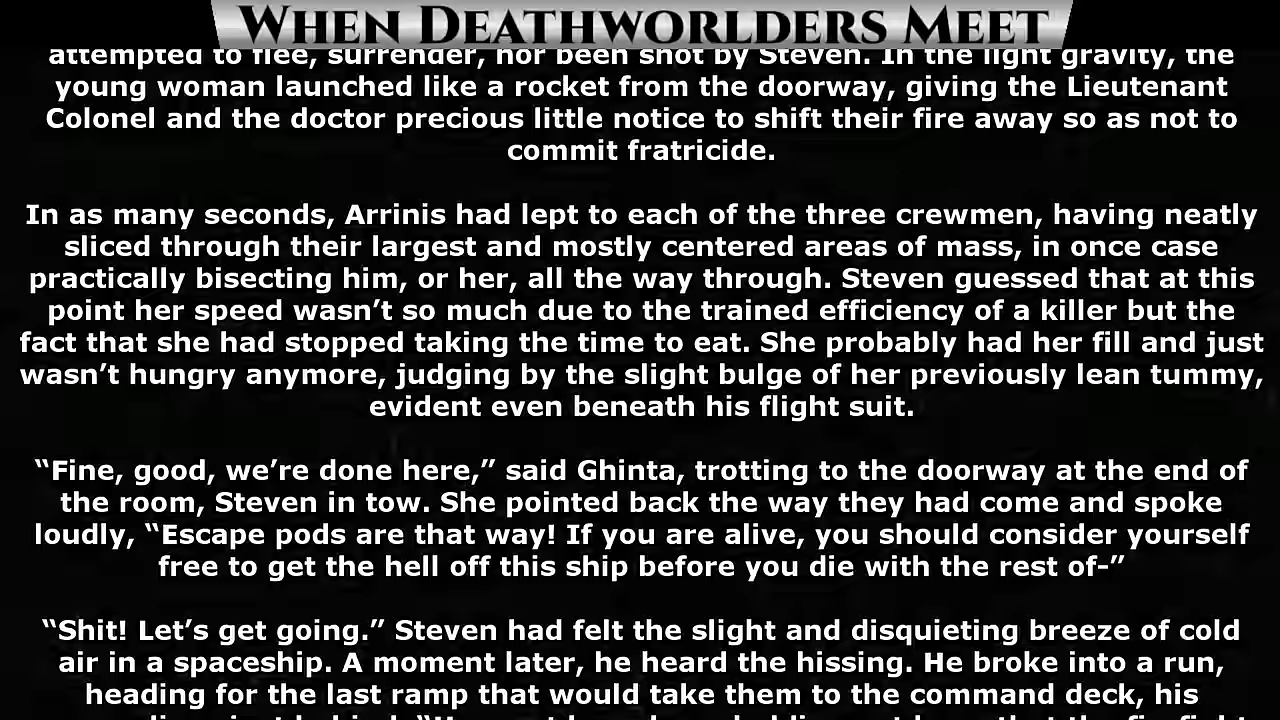 When Deathworlders Meet
attempted to flee, surrender, nor been shot by Steven. In the light gravity, the
young woman launched like a rocket from the doorway, giving the Lieutenant
Colonel and the doctor precious little notice to shift their fire away so as not to
commit fratricide.
In as many seconds, Arrinis had lept to each of the three crewmen, having neatly
sliced through their largest and mostly centered areas of mass, in once case
practically bisecting him, or her, all the way through. Steven guessed that at this
point her speed wasn’t so much due to the trained efficiency of a killer but the
fact that she had stopped taking the time to eat. She probably had her fill and just
wasn’t hungry anymore, judging by the slight bulge of her previously lean tummy,
evident even beneath his flight suit.
“Fine, good, we’re done here,” said Ghinta, trotting to the doorway at the end of
the room, Steven in tow. She pointed back the way they had come and spoke
loudly, “Escape pods are that way! If you are alive, you should consider yourself
free to get the hell off this ship before you die with the rest of-”
“Shit! Let’s get going.” Steven had felt the slight and disquieting breeze of cold
air in a spaceship. A moment later, he heard the hissing. He broke into a run,
heading for the last ramp that would take them to the command deck, his